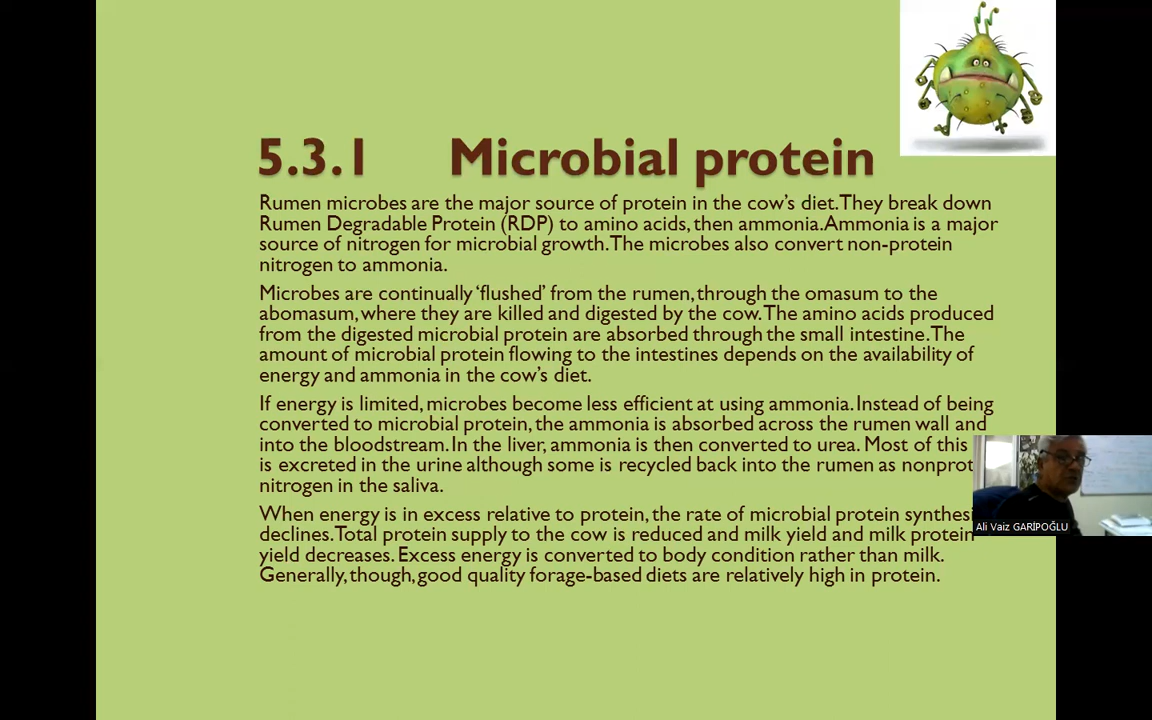 5.3.1 Microbial protein
Rumen microbes are the major source of protein in the cow's diet. They break down
Rumen Degradable Protein (RDP) to amino acids, then ammonia. Ammonia is a major
source of nitrogen for microbial growth. The microbes also convert non-protein
nitrogen to ammonia.
Microbes are continually 'flushed' from the rumen, through the omasum to the
abomasum, where they are killed and digested by the cow. The amino acids produced
from the digested microbial protein are absorbed through the small intestine. The
amount of microbial protein flowing to the intestines depends on the availability of
energy and ammonia in the cow's diet.
If energy is limited, microbes become less efficient at using ammonia. Instead of being
converted to microbial protein, the ammonia is absorbed across the rumen wall and
into the bloodstream. In the liver, ammonia is then converted to urea. Most of this
is excreted in the urine although some is recycled back into the rumen as nonprot
nitrogen in the saliva.
When energy is in excess relative to protein, the rate of microbial protein synthesi
declines. Total protein supply to the cow is reduced and milk yield and milk protein
yield decreases. Excess energy is converted to body condition rather than milk.
Generally, though, good quality forage-based diets are relatively high in protein.
Ali Vaiz GARİPOĞLU